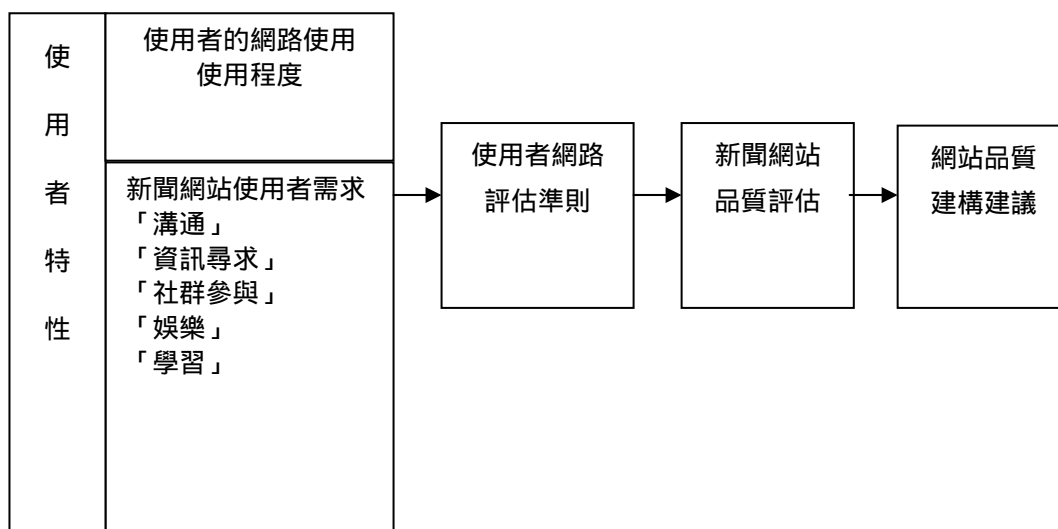 使用者特性
使用者的網路使用
使用程度
新聞網站使用者需求
「溝通」
「資訊尋求」
「社群參與」
「娛樂」
「學習」
使用者網路
評估準則
新聞網站
品質評估
網站品質
建構建議